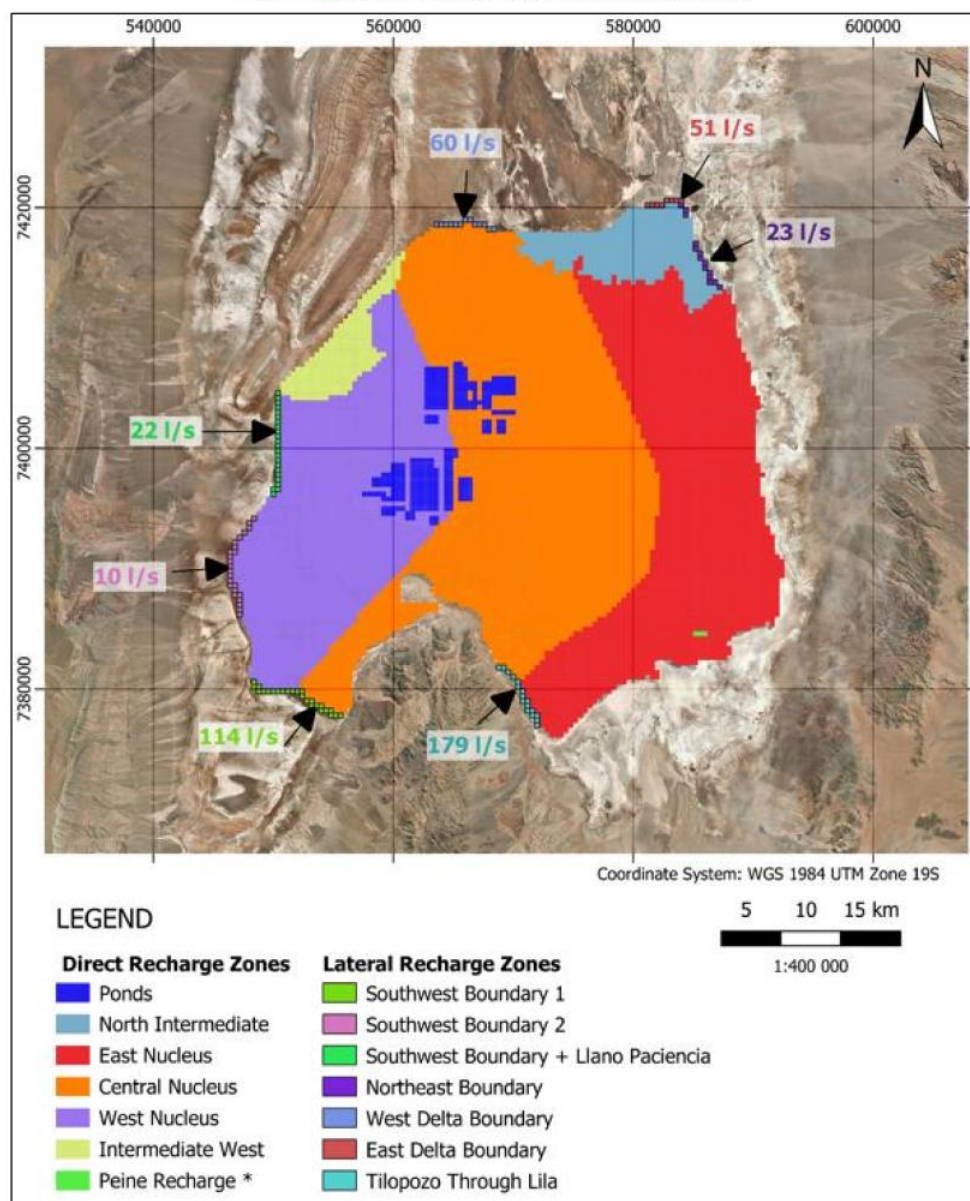 540000 560000 580000 600000
N
51 l/s
60 l/s
7420000
23 l/s
22 l/s
7400000
10 l/s
7380000
114 l/s
179 l/s
Coordinate System: WGS 1984 UTM Zone 19S
LEGEND
5 10 15 km
1:400 000
Direct Recharge Zones
Ponds
North Intermediate
East Nucleus
Central Nucleus
West Nucleus
Intermediate West
Peine Recharge *
Lateral Recharge Zones
Southwest Boundary 1
Southwest Boundary 2
Southwest Boundary + Llano Paciencia
Northeast Boundary
West Delta Boundary
East Delta Boundary
Tilopozo Through Lila